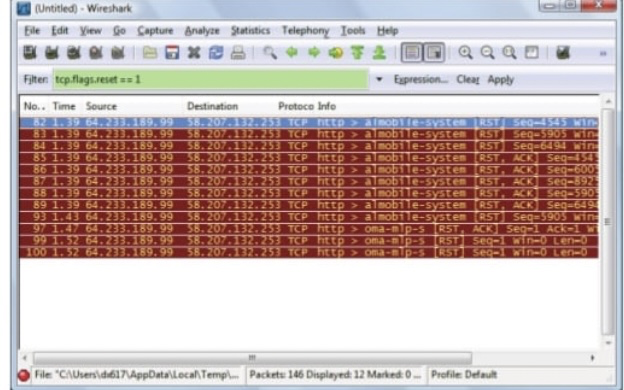 (Untitled) - Wireshark
File Edit View Go Capture Analyze Statistics Telephony Tools Help
Filter: tcp.flags.reset == 1 Expression... Clear Apply
No.. Time Source Destination Protoco Info
82 1.39 64.233.189.99 58.207.132.253 TCP http > almobile-system [RST] Seq=4545 Win=
83 1.39 64.233.189.99 58.207.132.253 TCP http > almobile-system [RST] Seq=5905 Win=
84 1.39 64.233.189.99 58.207.132.253 TCP http > almobile-system [RST] Seq=6494 Win=
85 1.39 64.233.189.99 58.207.132.253 TCP http > almobile-system [RST, ACK] Seq=454
86 1.39 64.233.189.99 58.207.132.253 TCP http > almobile-system [RST, ACK] Seq=600
87 1.39 64.233.189.99 58.207.132.253 TCP http > almobile-system [RST, ACK] Seq=892
88 1.39 64.233.189.99 58.207.132.253 TCP http > almobile-system [RST, ACK] Seq=590
89 1.39 64.233.189.99 58.207.132.253 TCP http > almobile-system [RST, ACK] Seq=649
93 1.43 64.233.189.99 58.207.132.253 TCP http > almobile-system [RST] Seq=5905 Win=
97 1.47 64.233.189.99 58.207.132.253 TCP http > oma-mlp-s [RST, ACK] Seq=1 Ack=1 Wi
99 1.52 64.233.189.99 58.207.132.253 TCP http > oma-mlp-s [RST] Seq=1 Win=0 Len=0
100 1.52 64.233.189.99 58.207.132.253 TCP http > oma-mlp-s [RST] Seq=1 Win=0 Len=0
File: "C:\Users\dx617\AppData\Local\Temp\... Packets: 146 Displayed: 12 Marked: 0 ... Profile: Default